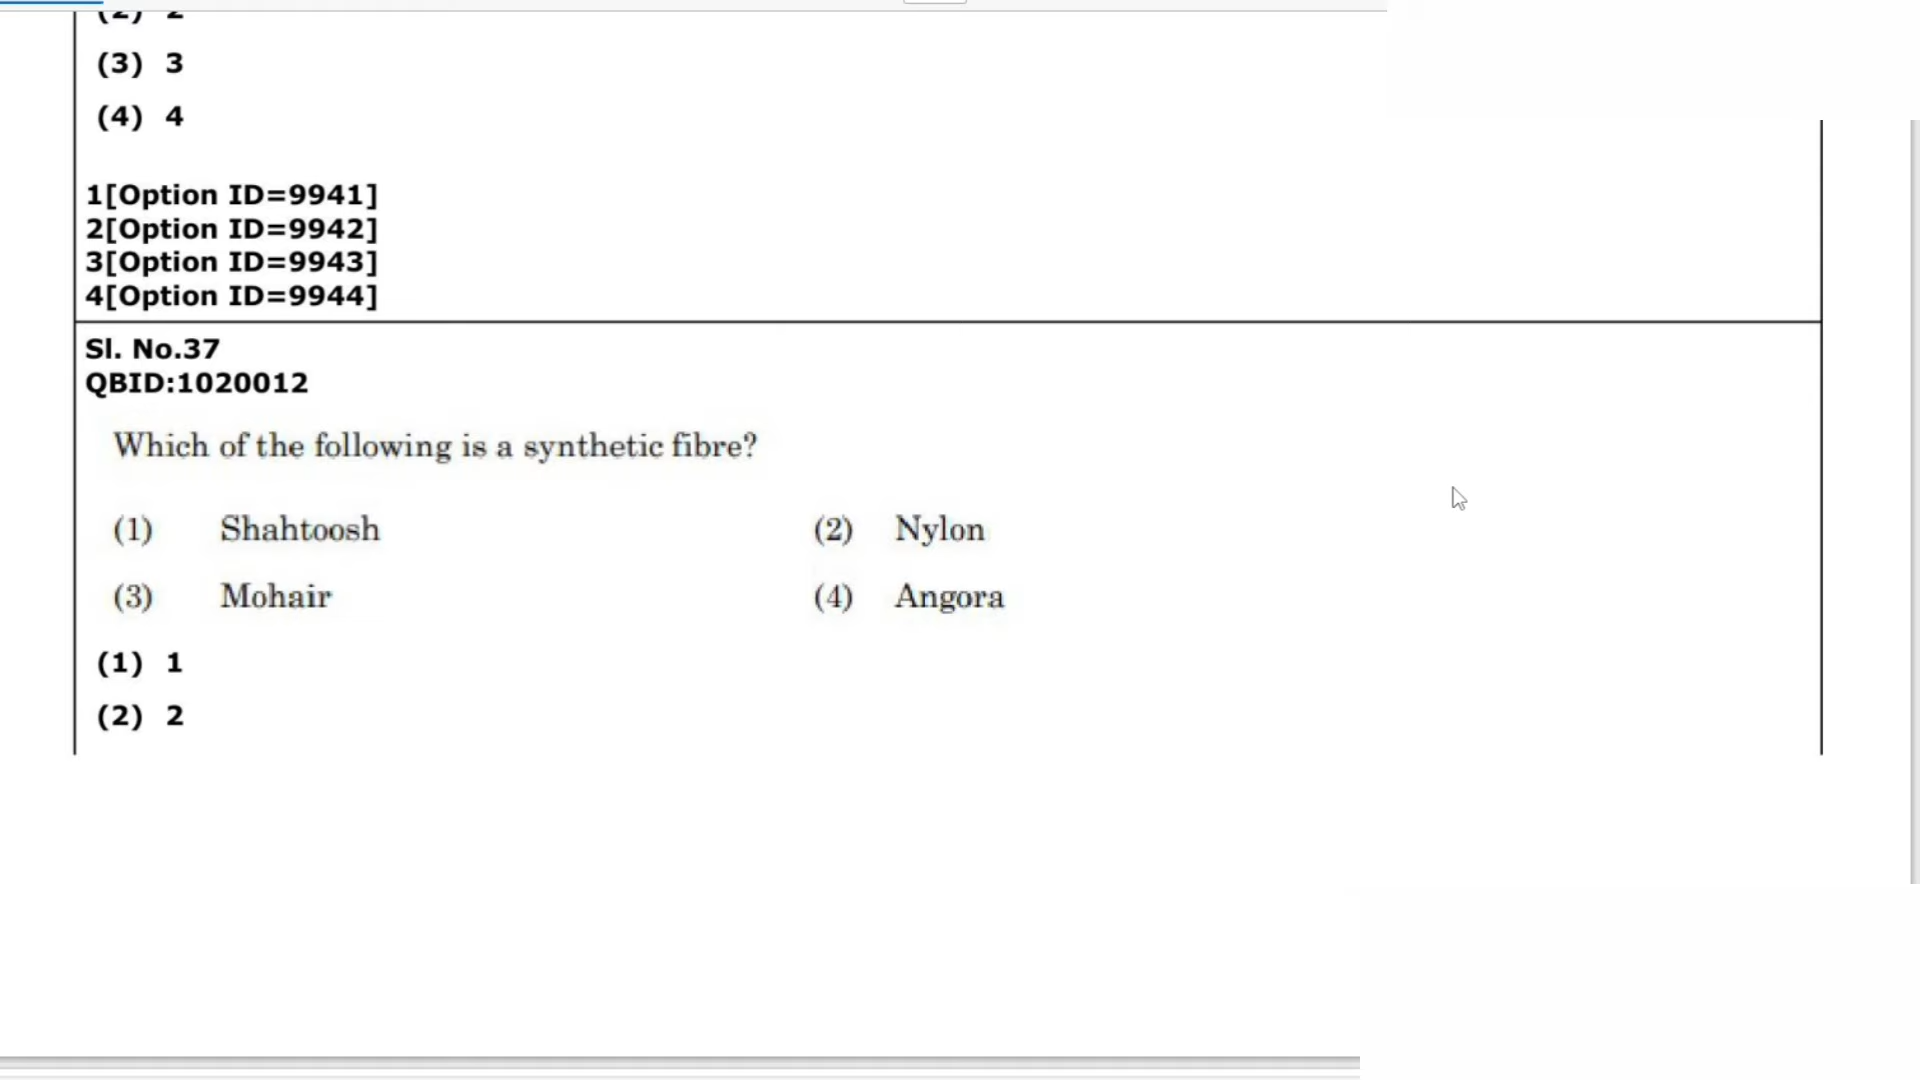 (2) 2
(3) 3
(4) 4
1[Option ID=9941]
2[Option ID=9942]
3[Option ID=9943]
4[Option ID=9944]
Sl. No.37
QBID:1020012
Which of the following is a synthetic fibre?
(1) Shahtoosh (2) Nylon
(3) Mohair (4) Angora
(1) 1
(2) 2